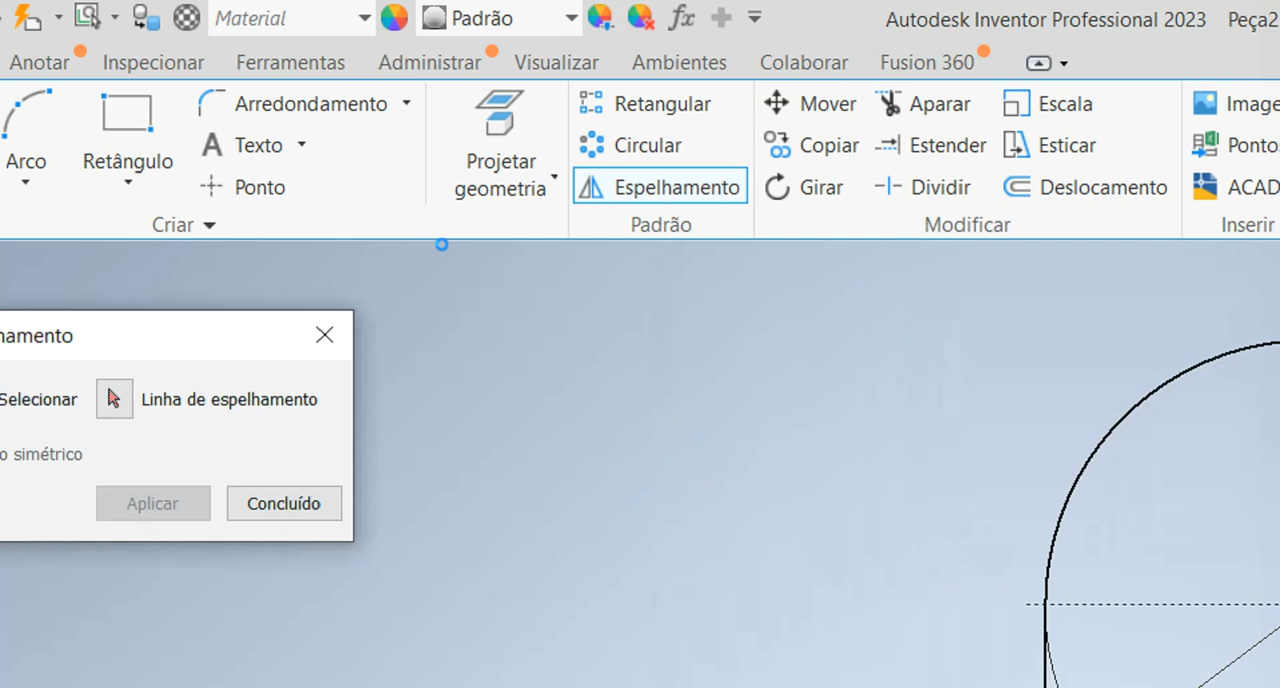 Material
Padrão
fx
Autodesk Inventor Professional 2023 Peça2
Anotar Inspecionar Ferramentas Administrar Visualizar Ambientes Colaborar Fusion 360
Arco
Retângulo
Arredondamento
Texto
Ponto
Criar
Projetar
geometria
Retangular
Circular
Espelhamento
Padrão
Mover Aparar Escala
Copiar Estender Esticar
Girar Dividir Deslocamento
Modificar
Image
Ponto
ACAD
Inserir
hamento
Selecionar Linha de espelhamento
o simétrico
Aplicar Concluído